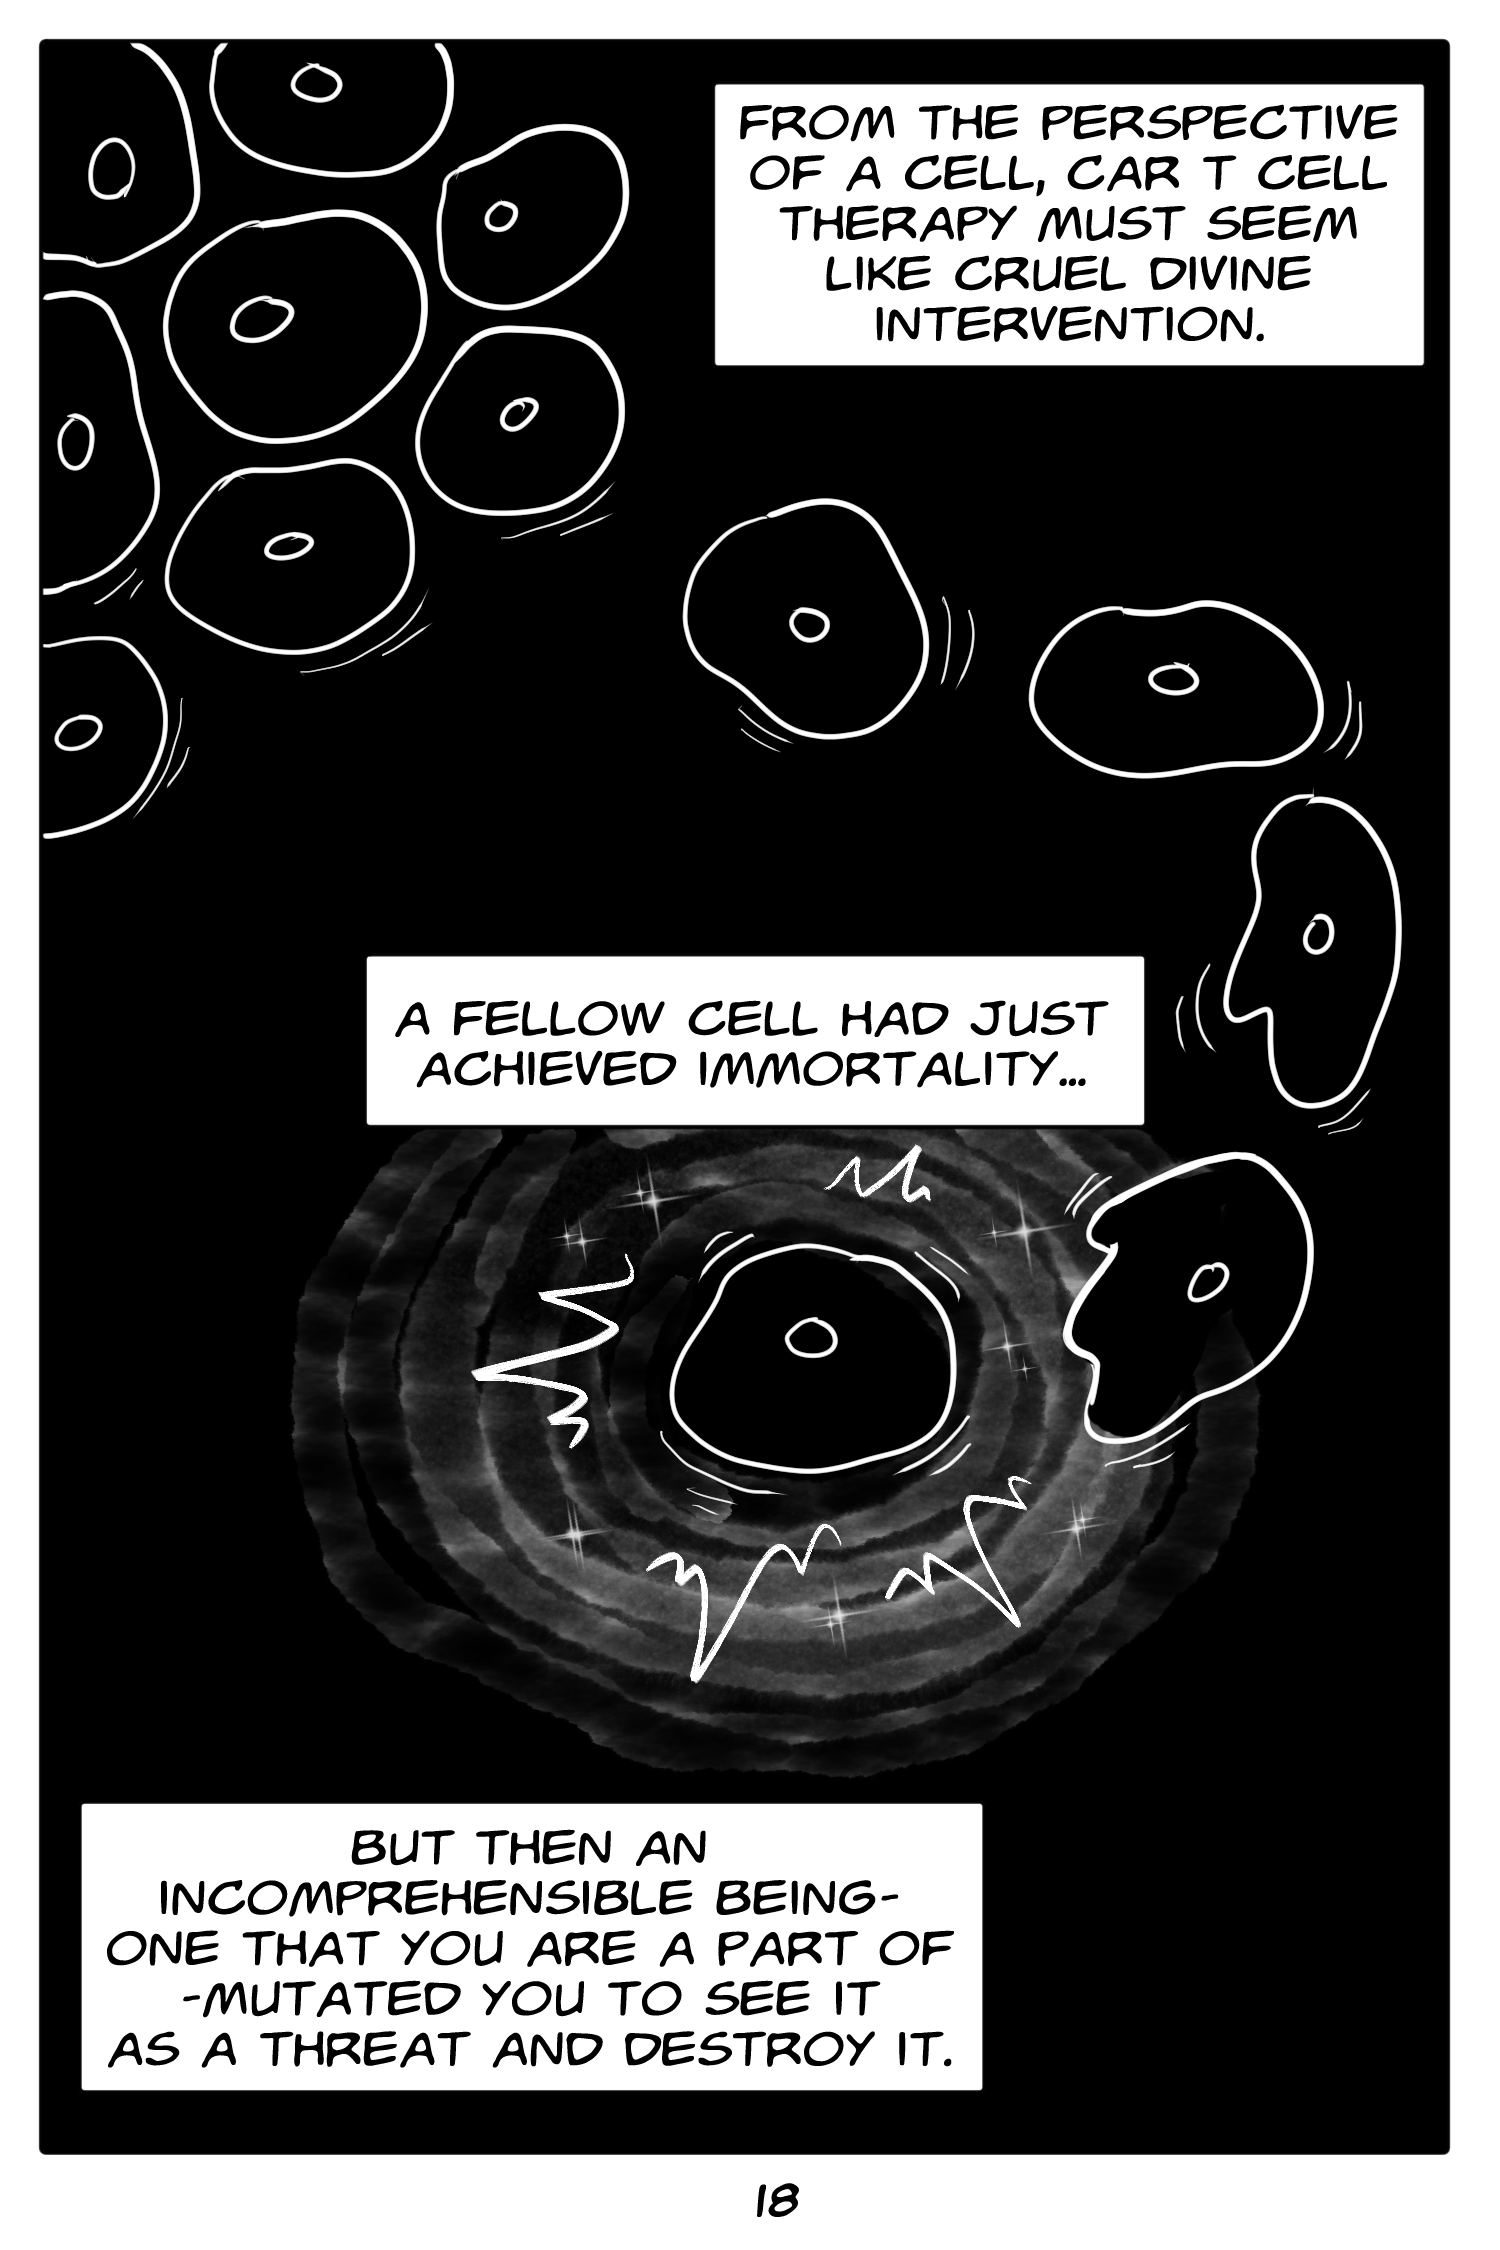 FROM THE PERSPECTIVE
OF A CELL, CAR T CELL
THERAPY MUST SEEM
LIKE CRUEL DIVINE
INTERVENTION.
A FELLOW CELL HAD JUST
ACHIEVED IMMORTALITY...
BUT THEN AN
INCOMPREHENSIBLE BEING-
ONE THAT YOU ARE A PART OF
-MUTATED YOU TO SEE IT
AS A THREAT AND DESTROY IT.
18